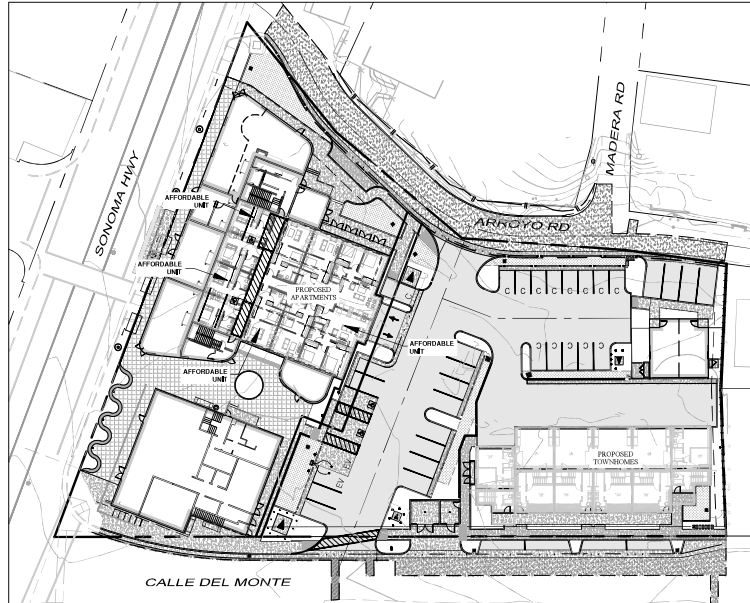 SONOMA HWY
MADERA RD
ARROYO RD
AFFORDABLE
UNIT
AFFORDABLE
UNIT
PROPOSED
APARTMENTS
AFFORDABLE
UNIT
AFFORDABLE
UNIT
C
C C C C C C
C C C C C C
EV
EV
PROPOSED
TOWNHOMES
CALLE DEL MONTE